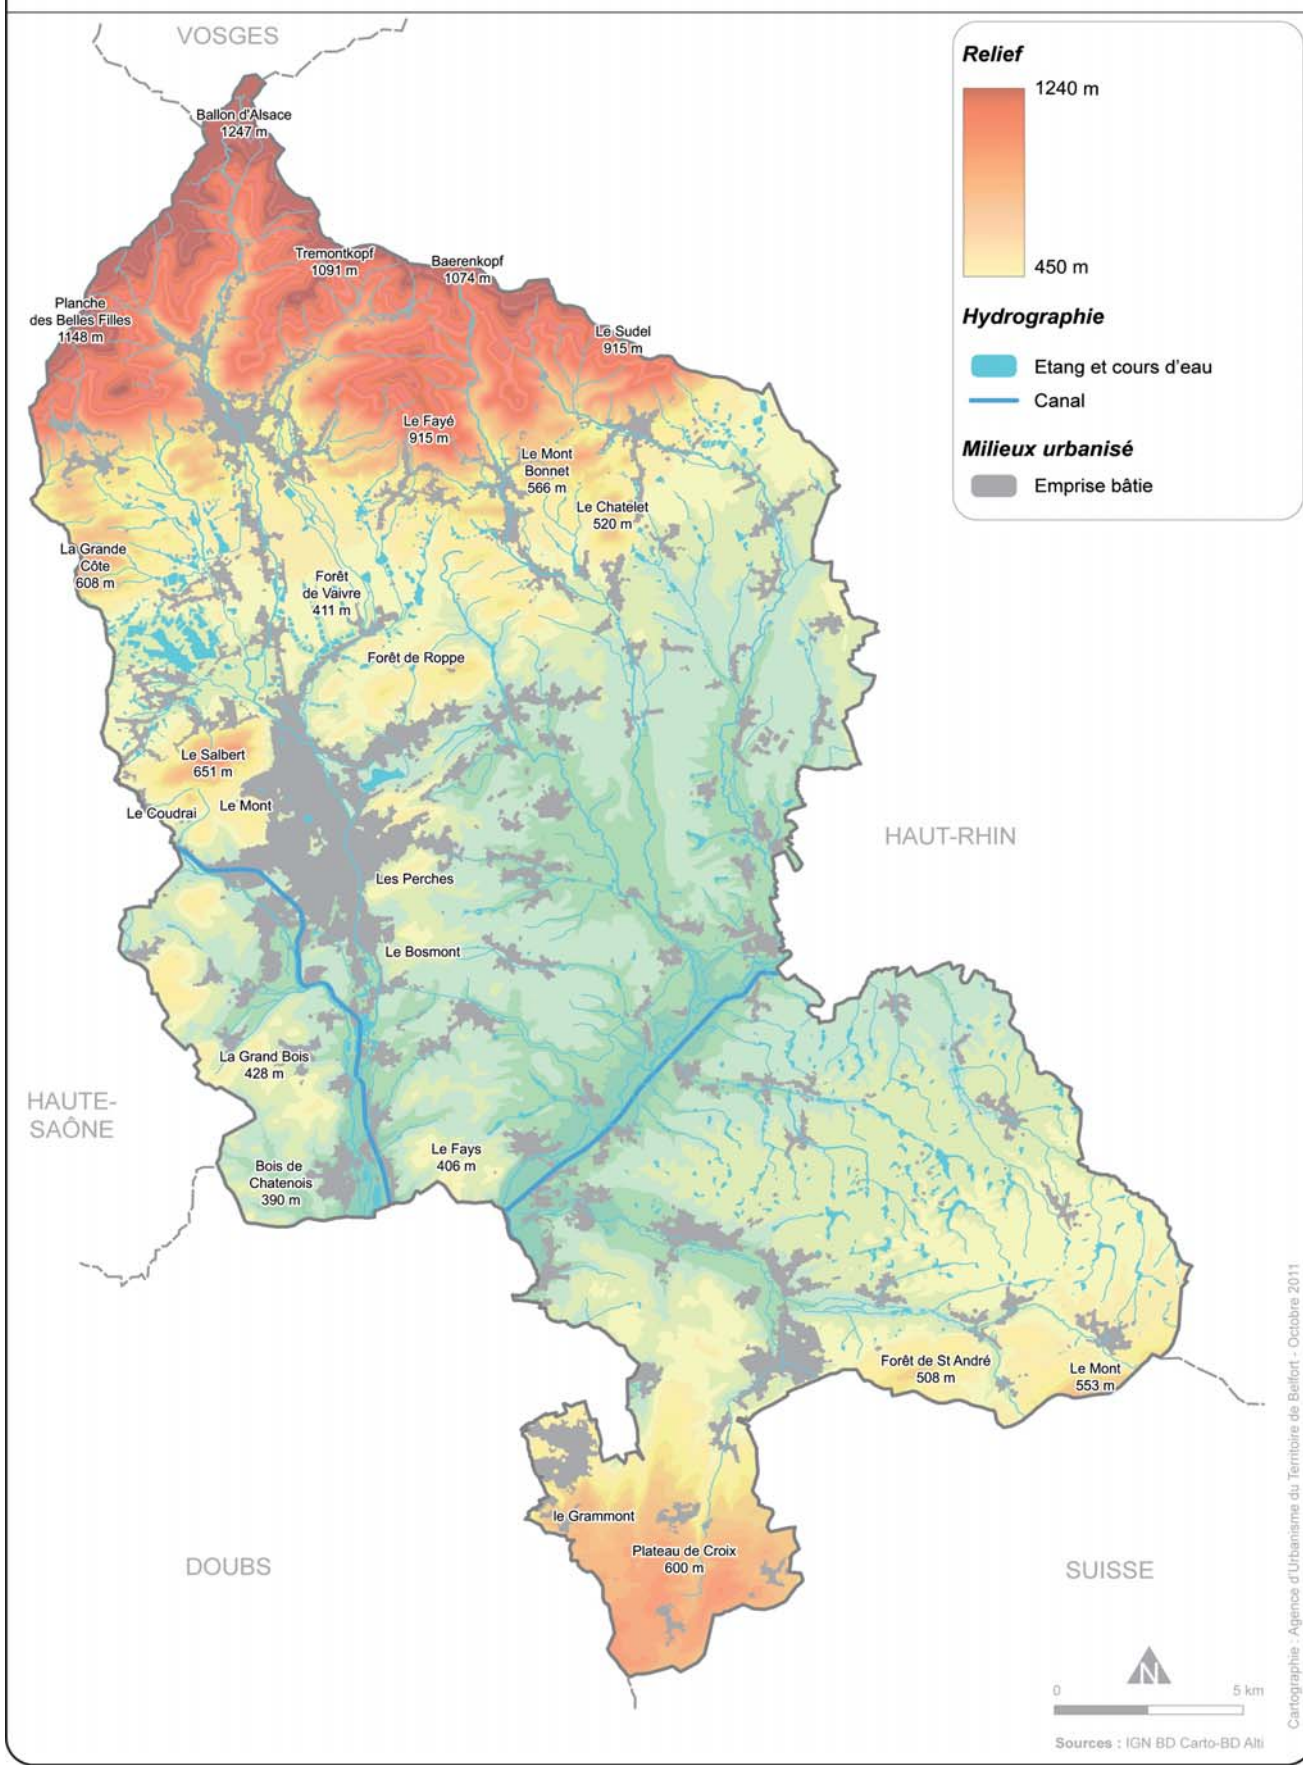 VOSGES
Relief
1240 m
450 m
Hydrographie
Etang et cours d'eau
Canal
Milieux urbanisé
Emprise bâtie
Ballon d'Alsace
1247 m
Tremontkopf
1091 m
Baerenkopf
1074 m
Planche
des Belles Filles
1148 m
Le Sudel
915 m
Le Fayé
915 m
Le Mont
Bonnet
566 m
Le Chatelet
520 m
La Grande
Côte
608 m
Forêt
de Vaivre
411 m
Forêt de Roppe
Le Salbert
651 m
Le Mont
Le Coudrai
HAUT-RHIN
Les Perches
Le Bosmont
La Grand Bois
428 m
HAUTE-
SAÔNE
Le Fays
406 m
Bois de
Chatenois
390 m
Forêt de St André
508 m
Le Mont
553 m
le Grammont
Plateau de Croix
600 m
DOUBS
SUISSE
N
0 5 km
Sources : IGN BD Carto-BD Alti
Cartographie : Agence d'Urbanisme du Territoire de Belfort - Octobre 2011